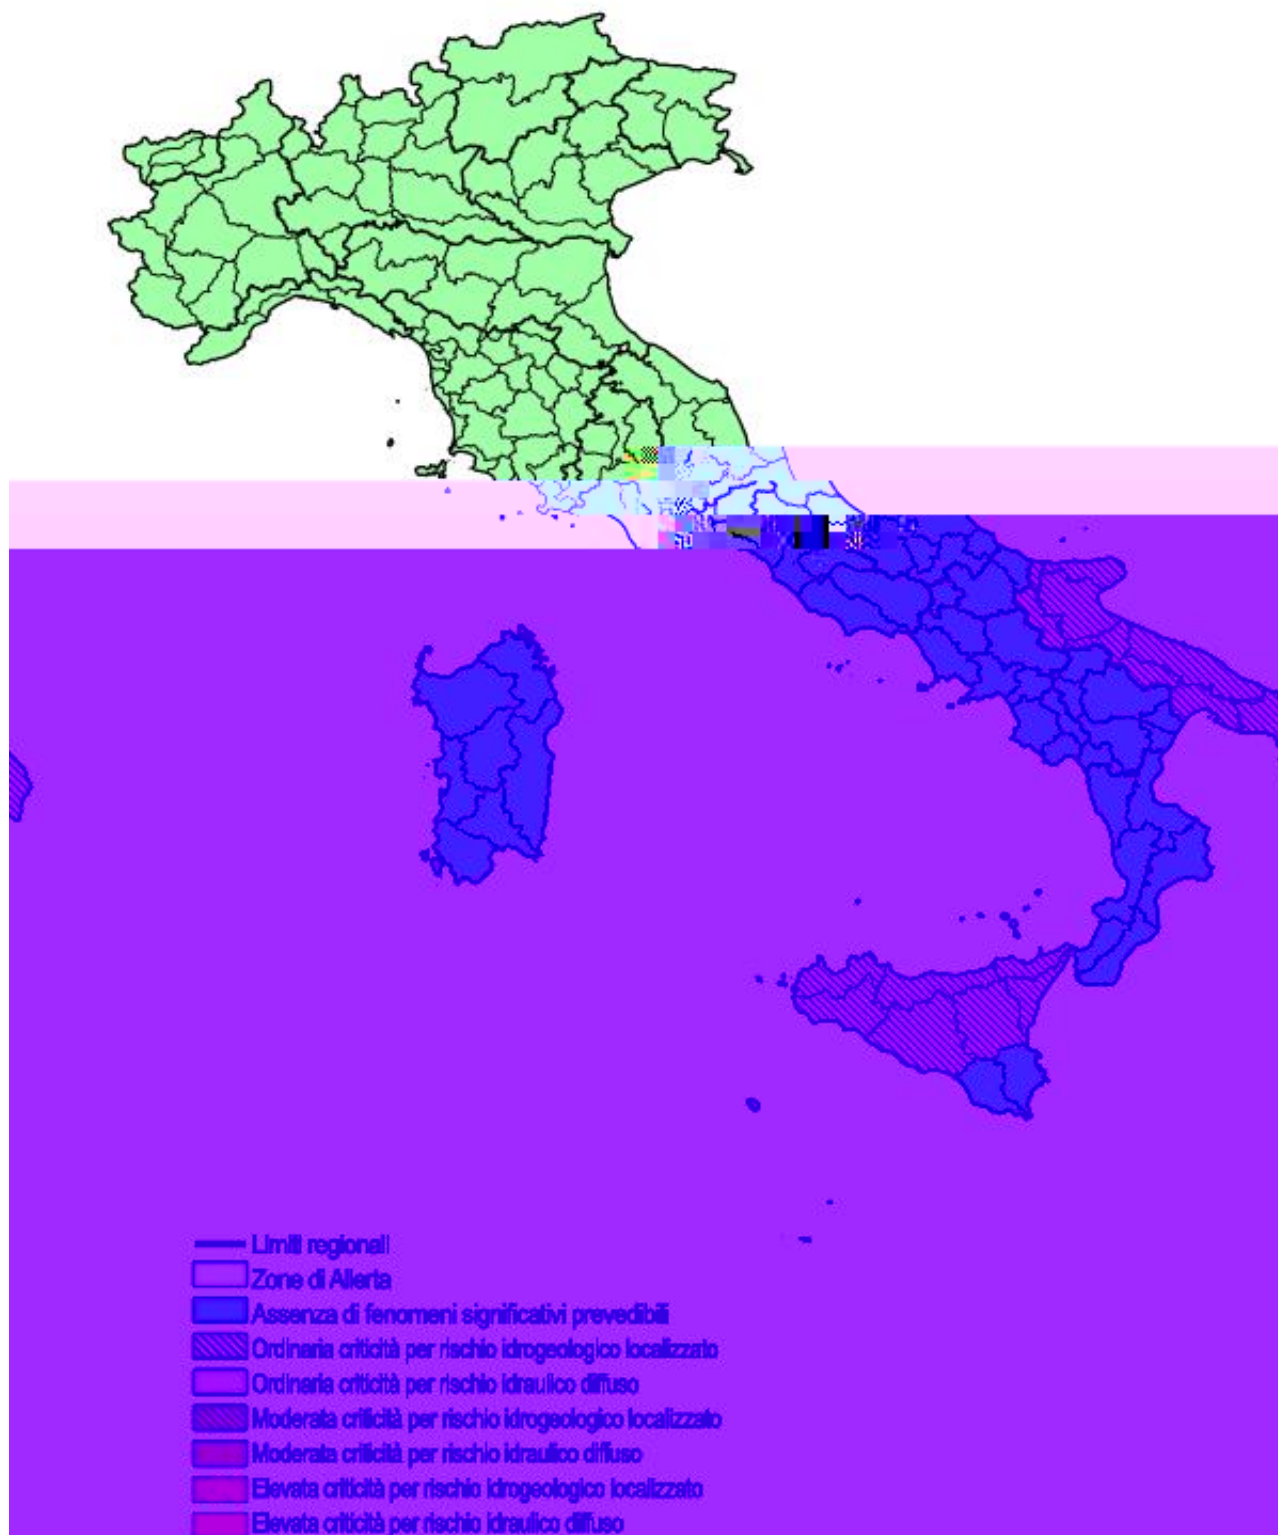 Limiti regionali
Zone di Allerta
Assenza di fenomeni significativi prevedibili
Ordinaria criticità per rischio idrogeologico localizzato
Ordinaria criticità per rischio idraulico diffuso
Moderata criticità per rischio idrogeologico localizzato
Moderata criticità per rischio idraulico diffuso
Elevata criticità per rischio idrogeologico localizzato
Elevata criticità per rischio idraulico diffuso